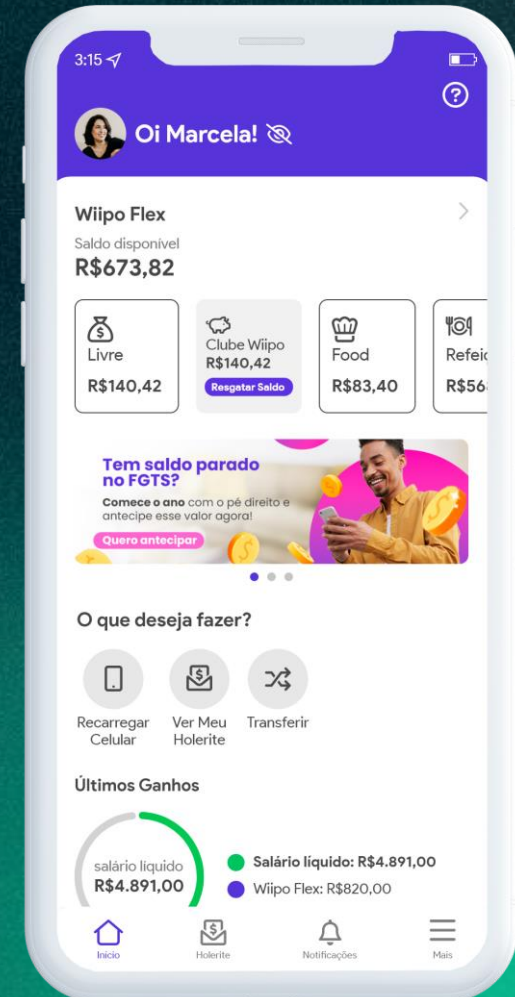 3:15
Oi Marcela!
Wiipo Flex
Saldo disponível
R$673,82
Livre
R$140,42
Clube Wiipo
R$140,42
Resgatar Saldo
Food
R$83,40
Refeic
R$56
Tem saldo parado
no FGTS?
Comece o ano com o pé direito e
antecipe esse valor agora!
Quero antecipar
O que deseja fazer?
Recarregar
Celular
Ver Meu
Holerite
Transferir
Últimos Ganhos
salário líquido
R$4.891,00
Salário líquido: R$4.891,00
Wiipo Flex: R$820,00
Início
Holerite
Notificações
Mais